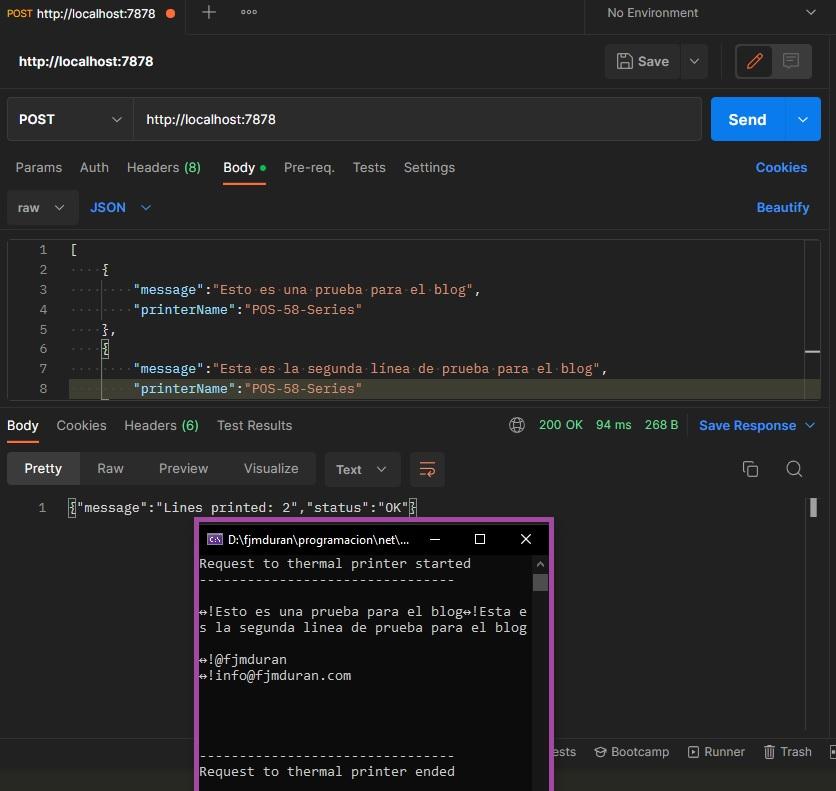 POST http://localhost:7878
No Environment
http://localhost:7878
Save
POST http://localhost:7878 Send
Params Auth Headers (8) Body Pre-req. Tests Settings Cookies
raw JSON Beautify
1 [
2 {
3 "message":"Esto es una prueba para el blog",
4 "printerName":"POS-58-Series"
5 },
6 {
7 "message":"Esta es la segunda línea de prueba para el blog",
8 "printerName":"POS-58-Series"
Body Cookies Headers (6) Test Results 200 OK 94 ms 268 B Save Response
Pretty Raw Preview Visualize Text
1 {"message":"Lines printed: 2","status":"OK"}
D:\fjmduran\programacion\net\...
Request to thermal printer started
--------------------------------
↔!Esto es una prueba para el blog↔!Esta e
s la segunda linea de prueba para el blog
↔!@fjmduran
↔!info@fjmduran.com
--------------------------------
Request to thermal printer ended
ests Bootcamp Runner Trash